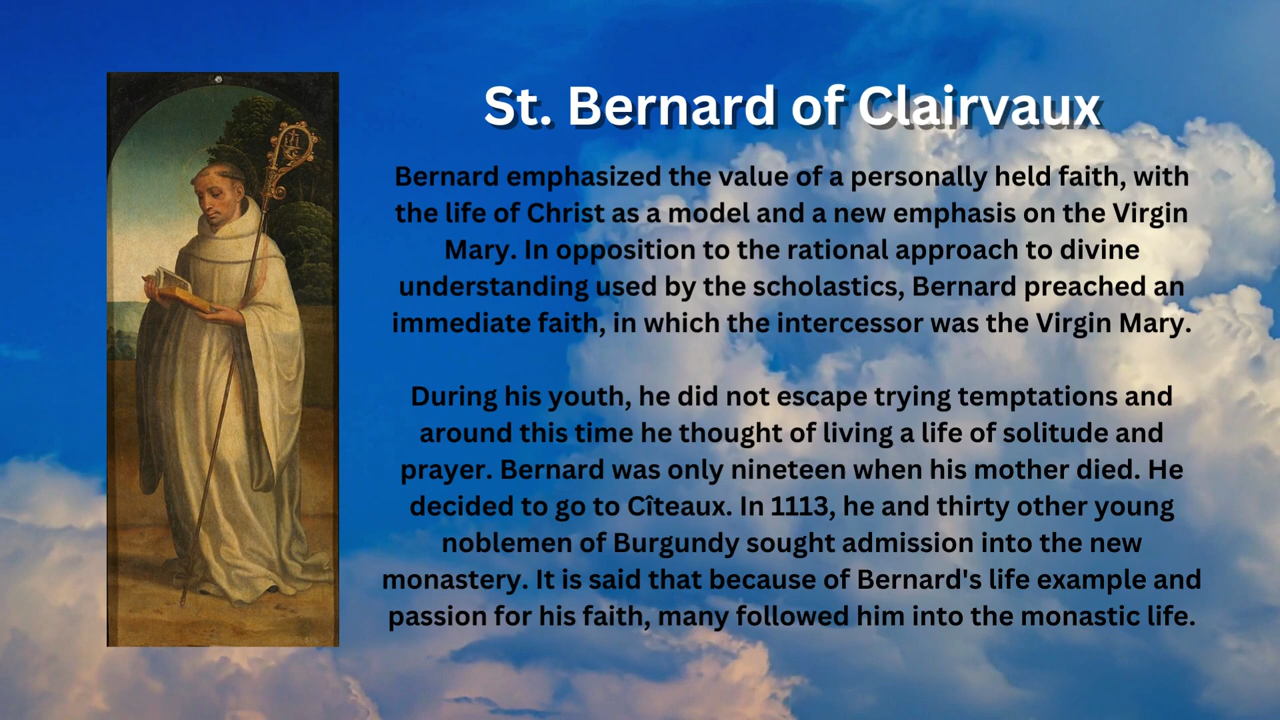 St. Bernard of Clairvaux
Bernard emphasized the value of a personally held faith, with
the life of Christ as a model and a new emphasis on the Virgin
Mary. In opposition to the rational approach to divine
understanding used by the scholastics, Bernard preached an
immediate faith, in which the intercessor was the Virgin Mary.
During his youth, he did not escape trying temptations and
around this time he thought of living a life of solitude and
prayer. Bernard was only nineteen when his mother died. He
decided to go to Cîteaux. In 1113, he and thirty other young
noblemen of Burgundy sought admission into the new
monastery. It is said that because of Bernard's life example and
passion for his faith, many followed him into the monastic life.